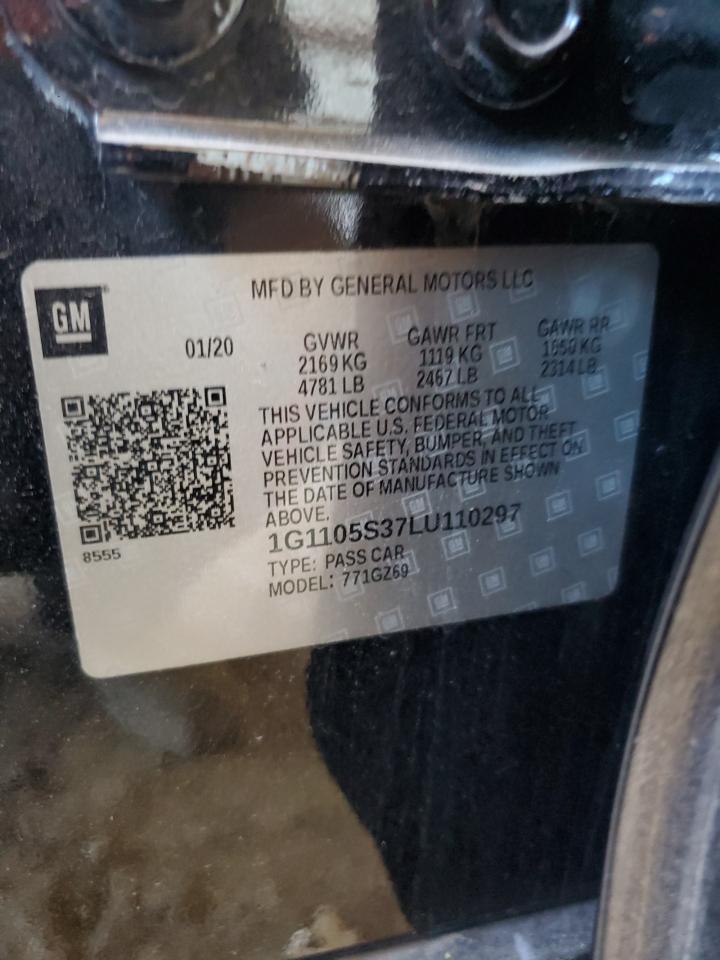 GM
MFD BY GENERAL MOTORS LLC
01/20
GVWR
2169 KG
4781 LB
GAWR FRT
1119 KG
2467 LB
GAWR RR
1050 KG
2314 LB
THIS VEHICLE CONFORMS TO ALL
APPLICABLE U.S. FEDERAL MOTOR
VEHICLE SAFETY, BUMPER, AND THEFT
PREVENTION STANDARDS IN EFFECT ON
THE DATE OF MANUFACTURE SHOWN
ABOVE.
1G1105S37LU110297
TYPE: PASS CAR
MODEL: 771GZ69
8555